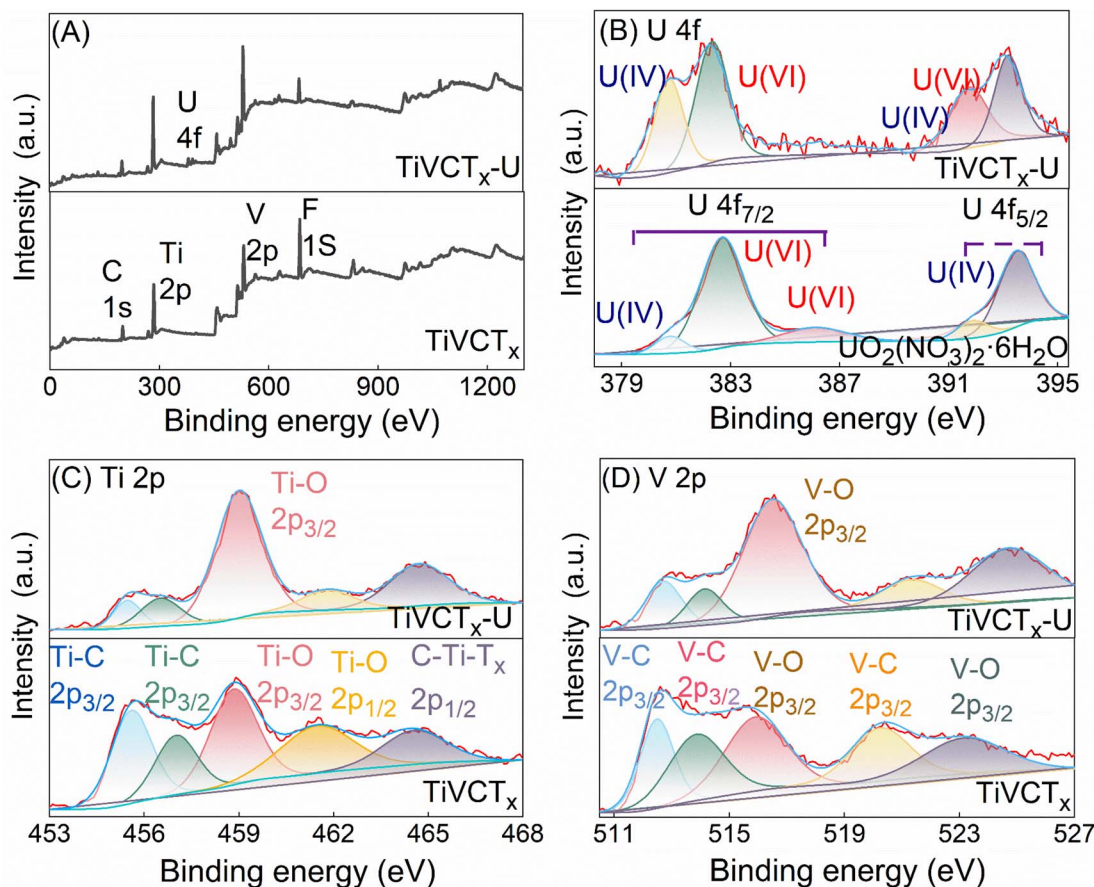 (A)
U
4f
TiVCTₓ-U
C
1s
Ti
2p
V
2p
F
1S
TiVCTₓ
0 300 600 900 1200
Binding energy (eV)
Intensity (a.u.)
(B) U 4f
U(IV) U(VI) U(VI)
U(IV)
TiVCTₓ-U
U 4f₇/₂ U 4f₅/₂
U(VI)
U(IV) U(VI) U(IV)
UO₂(NO₃)₂·6H₂O
379 383 387 391 395
Binding energy (eV)
Intensity (a.u.)
(C) Ti 2p
Ti-O
2p₃/₂
TiVCTₓ-U
Ti-C Ti-C Ti-O Ti-O C-Ti-Tₓ
2p₃/₂ 2p₃/₂ 2p₃/₂ 2p₁/₂ 2p₁/₂
TiVCTₓ
453 456 459 462 465 468
Binding energy (eV)
Intensity (a.u.)
(D) V 2p
V-O
2p₃/₂
TiVCTₓ-U
V-C V-C V-O V-C V-O
2p₃/₂ 2p₃/₂ 2p₃/₂ 2p₃/₂ 2p₃/₂
TiVCTₓ
511 515 519 523 527
Binding energy (eV)
Intensity (a.u.)